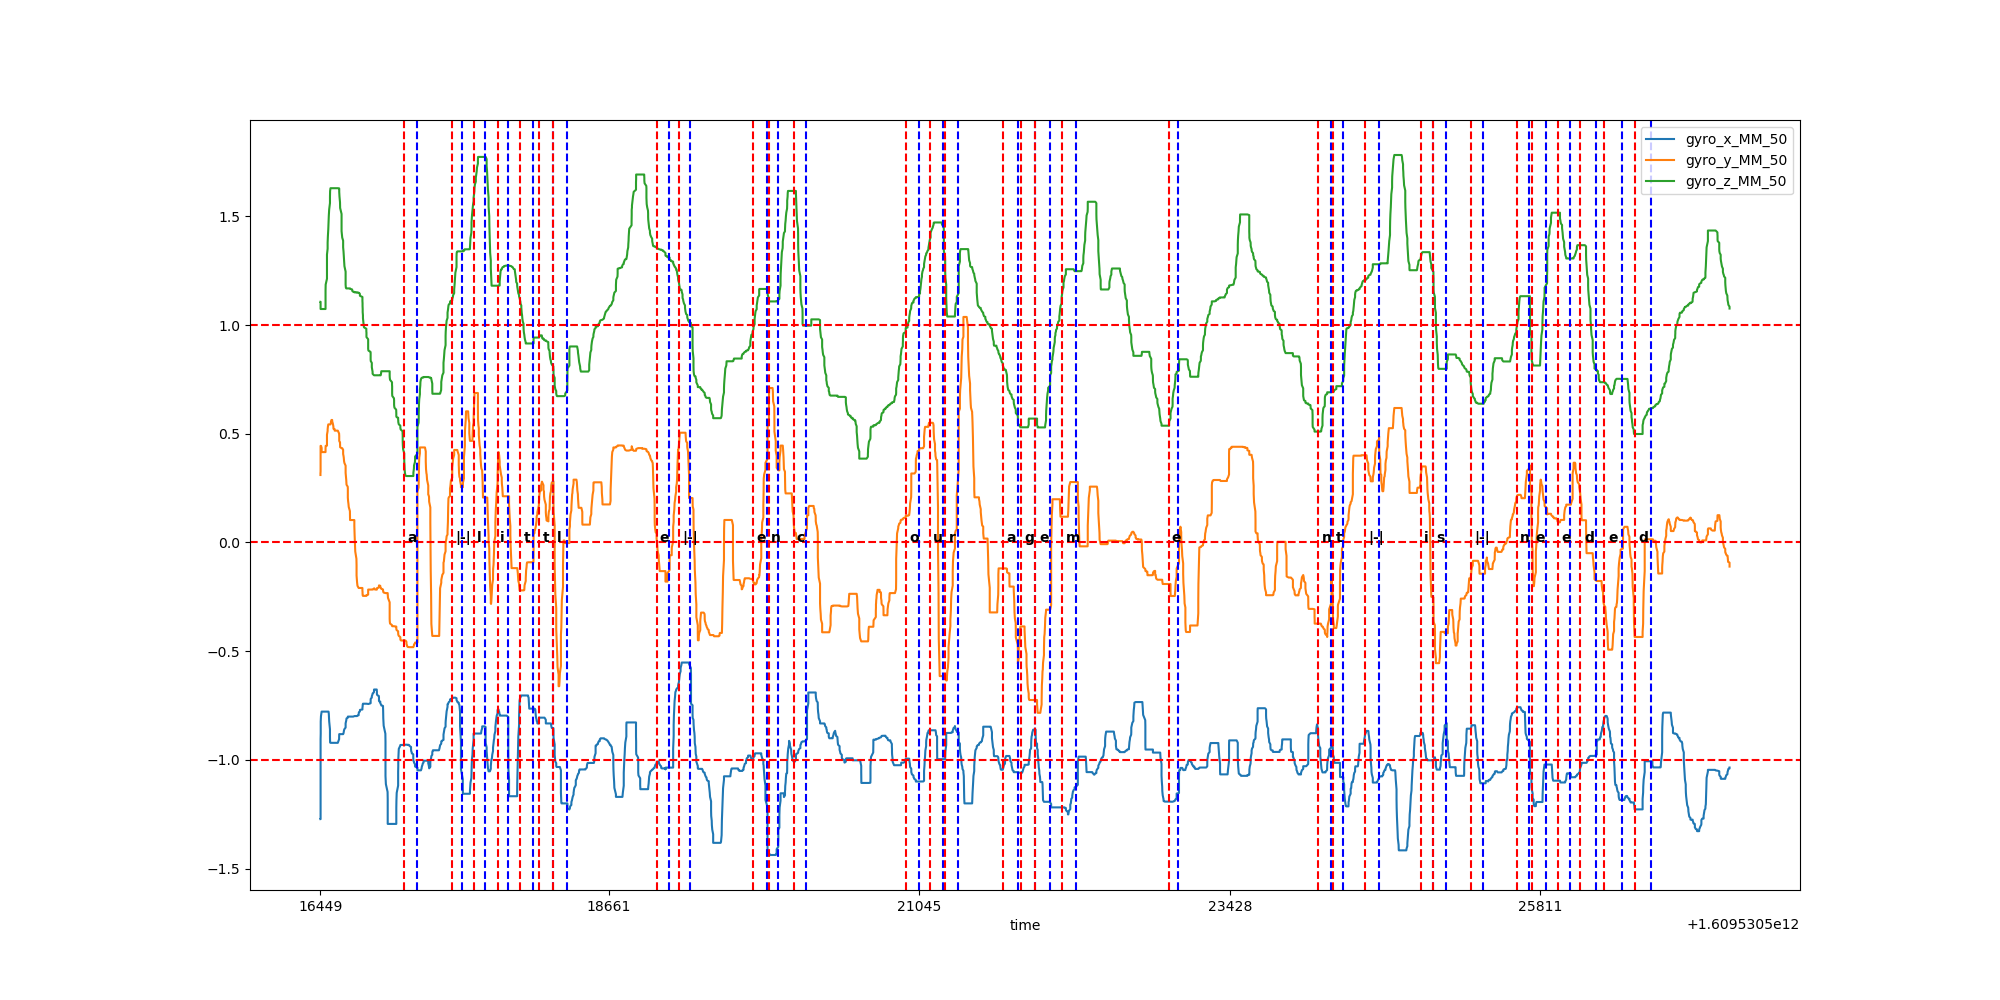 gyro_x_MM_50
gyro_y_MM_50
gyro_z_MM_50
1.5
1.0
0.5
0.0
−0.5
−1.0
−1.5
a |-| l i t t l e |-| e n c o u r a g e m e n t |-| i s |-| n e |-| e d e d
16449 18661 21045 23428 25811
time
+1.6095305e12